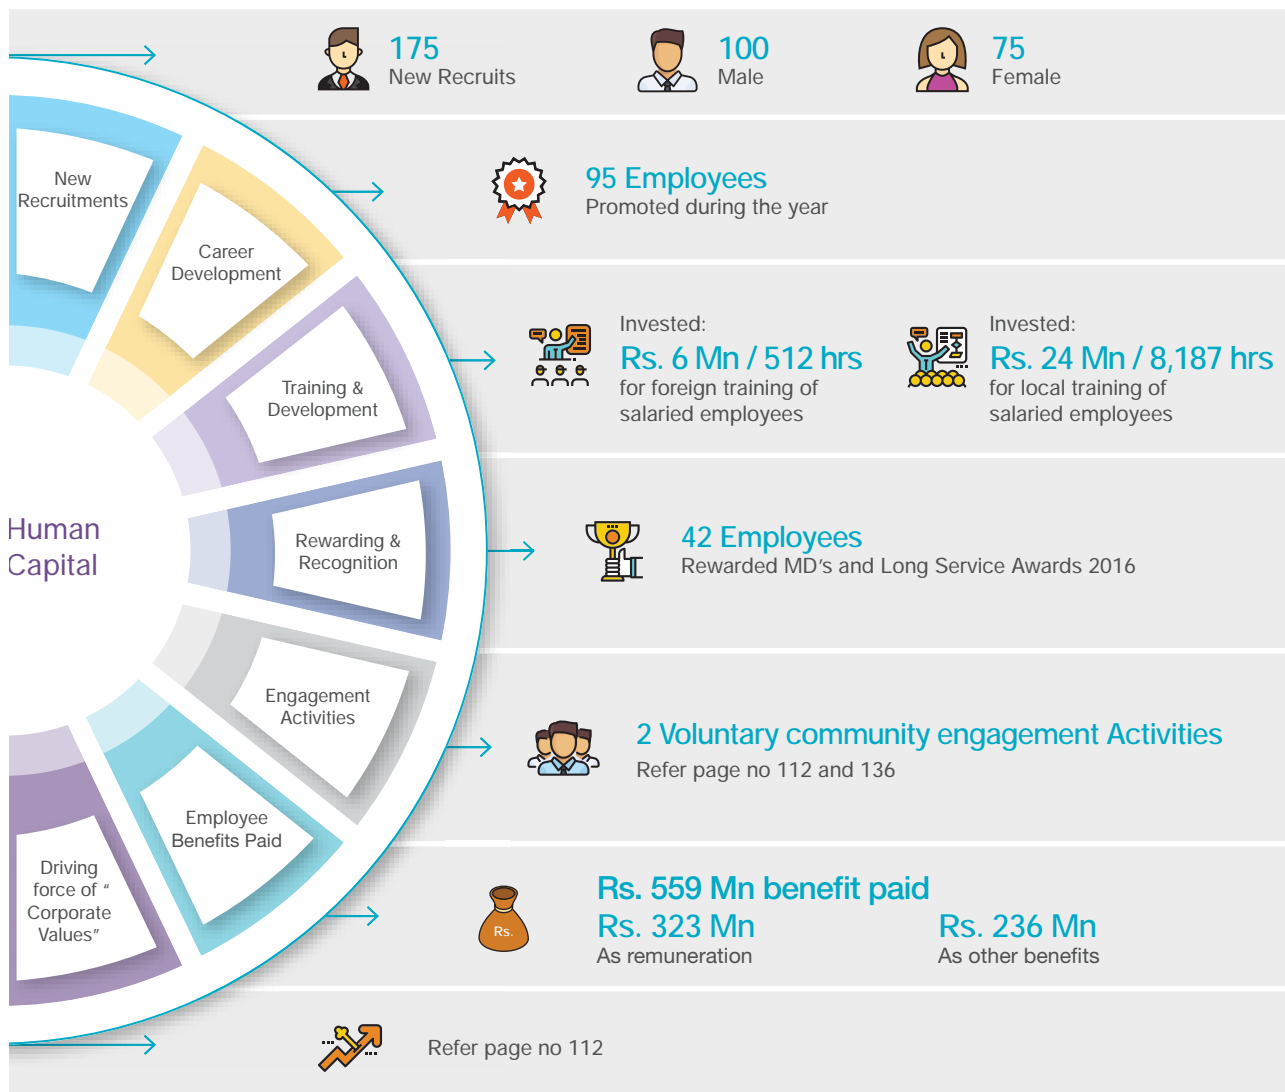 175
New Recruits
100
Male
75
Female
New
Recruitments
95 Employees
Promoted during the year
Career
Development
Invested:
Rs. 6 Mn / 512 hrs
for foreign training of
salaried employees
Invested:
Rs. 24 Mn / 8,187 hrs
for local training of
salaried employees
Training &
Development
Human
Capital
Rewarding &
Recognition
42 Employees
Rewarded MD's and Long Service Awards 2016
Engagement
Activities
2 Voluntary community engagement Activities
Refer page no 112 and 136
Employee
Benefits Paid
Rs.
Rs. 559 Mn benefit paid
Rs. 323 Mn
As remuneration
Rs. 236 Mn
As other benefits
Driving
force of “
Corporate
Values”
Refer page no 112